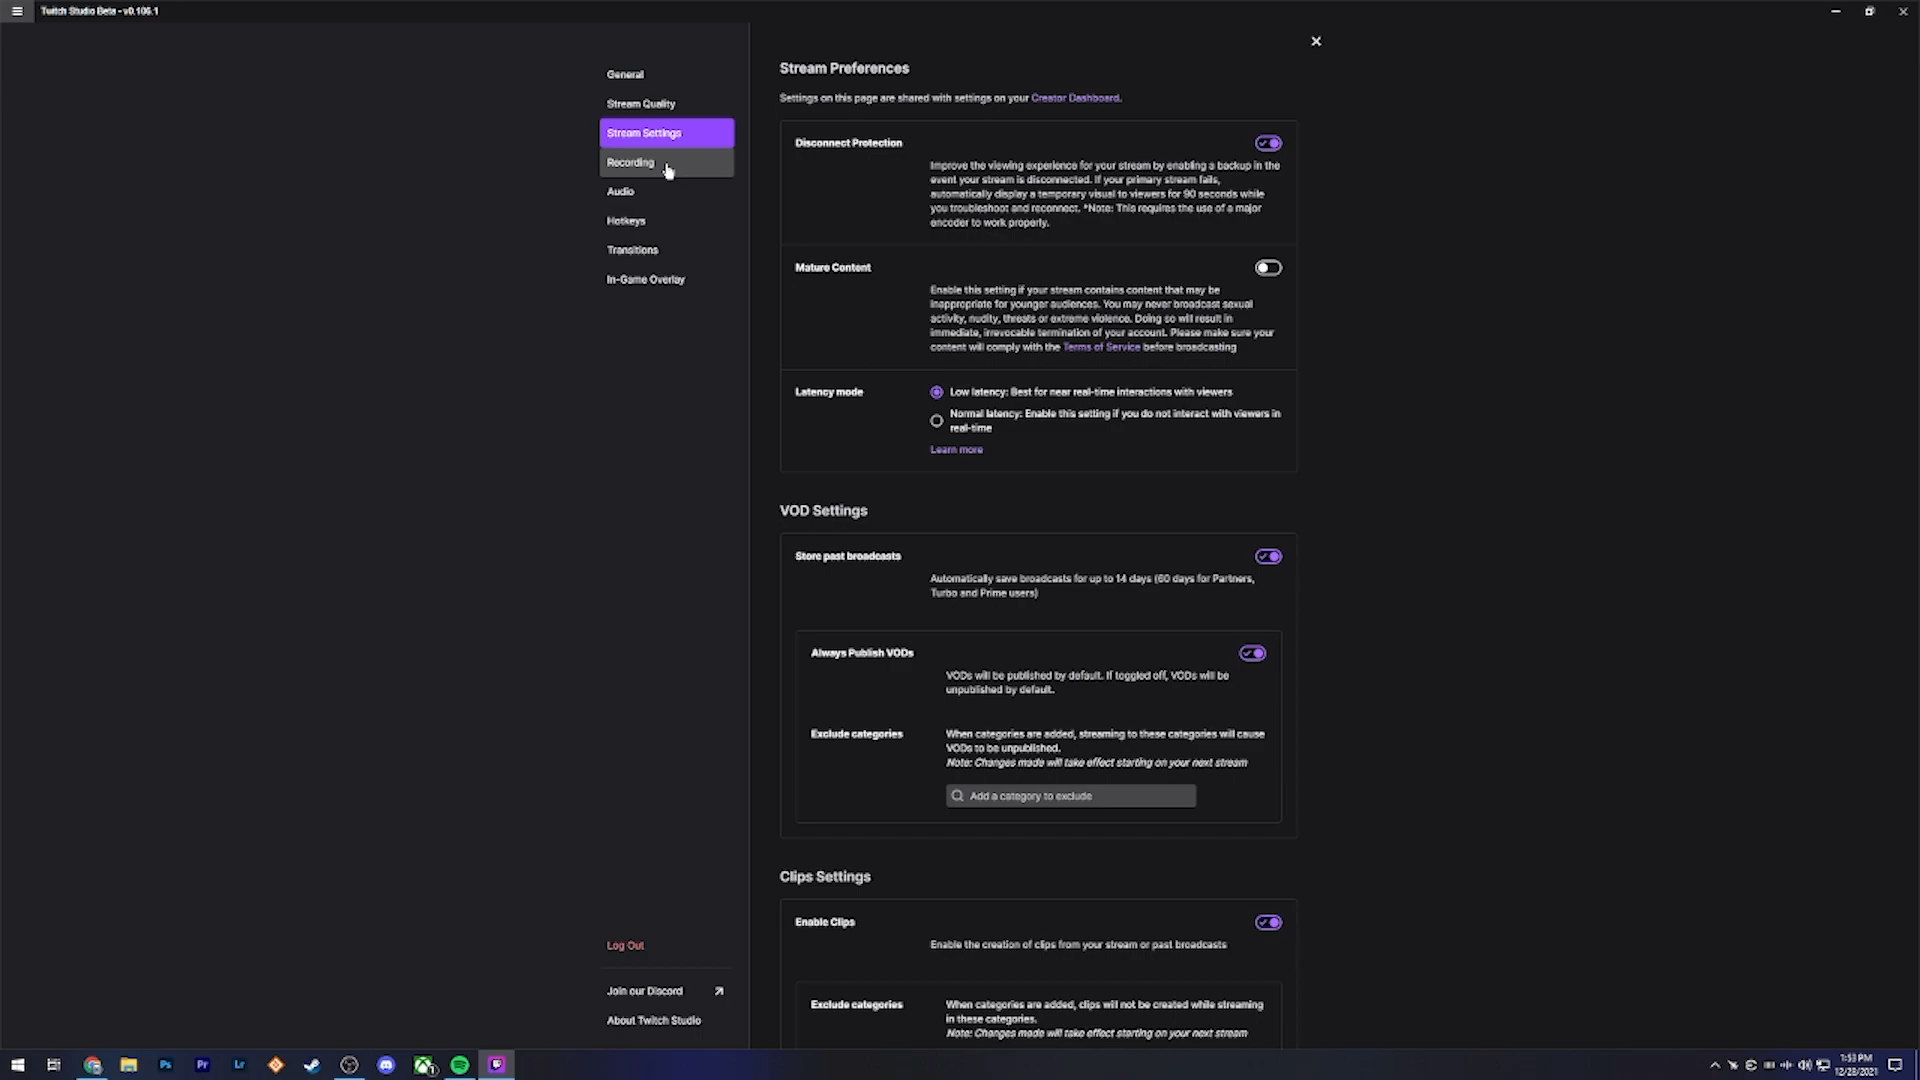 Twitch Studio Beta - v0.106.1
General
Stream Quality
Stream Settings
Recording
Audio
Hotkeys
Transitions
In-Game Overlay
Log Out
Join our Discord
About Twitch Studio
Stream Preferences
Settings on this page are shared with settings on your Creator Dashboard.
Disconnect Protection
Improve the viewing experience for your stream by enabling a backup in the
event your stream is disconnected. If your primary stream fails,
automatically display a temporary visual to viewers for 90 seconds while
you troubleshoot and reconnect. *Note: This requires the use of a major
encoder to work properly.
Mature Content
Enable this setting if your stream contains content that may be
inappropriate for younger audiences. You may never broadcast sexual
activity, nudity, threats or extreme violence. Doing so will result in
immediate, irrevocable termination of your account. Please make sure your
content will comply with the Terms of Service before broadcasting
Latency mode
Low latency: Best for near real-time interactions with viewers
Normal latency: Enable this setting if you do not interact with viewers in
real-time
Learn more
VOD Settings
Store past broadcasts
Automatically save broadcasts for up to 14 days (60 days for Partners,
Turbo and Prime users)
Always Publish VODs
VODs will be published by default. If toggled off, VODs will be
unpublished by default.
Exclude categories
When categories are added, streaming to these categories will cause
VODs to be unpublished.
Note: Changes made will take effect starting on your next stream
Add a category to exclude
Clips Settings
Enable Clips
Enable the creation of clips from your stream or past broadcasts
Exclude categories
When categories are added, clips will not be created while streaming
in these categories.
Note: Changes made will take effect starting on your next stream
Ps
Pr
Lr
1
1:53 PM
12/28/2021